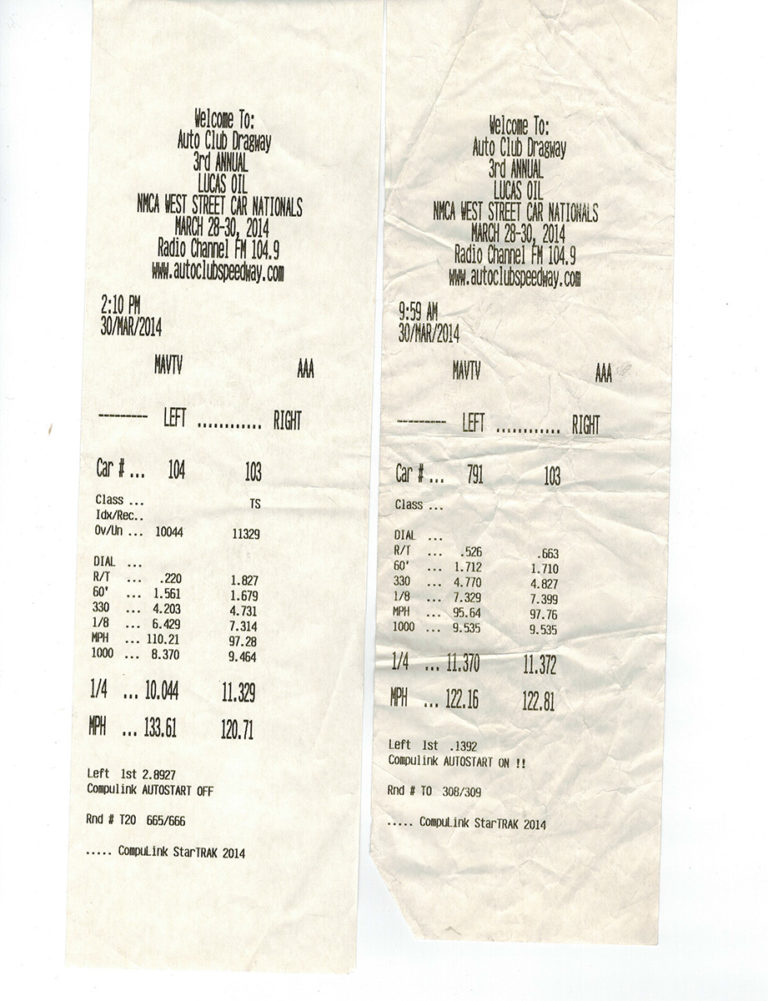 Welcome To:
Auto Club Dragway
3rd ANNUAL
LUCAS OIL
NMCA WEST STREET CAR NATIONALS
MARCH 28-30, 2014
Radio Channel FM 104.9
www.autoclubspeedway.com
2:10 PM
30/MAR/2014
MAVTV AAA
--------- LEFT ............ RIGHT
Car # ... 104 103
Class ... TS
Idx/Rec..
Ov/Un ... 10044 11329
DIAL ...
R/T ... .220 1.827
60' ... 1.561 1.679
330 ... 4.203 4.731
1/8 ... 6.429 7.314
MPH ... 110.21 97.28
1000 ... 8.370 9.464
1/4 ... 10.044 11.329
MPH ... 133.61 120.71
Left 1st 2.8927
Compulink AUTOSTART OFF
Rnd # T20 665/666
..... CompuLink StarTRAK 2014
Welcome To:
Auto Club Dragway
3rd ANNUAL
LUCAS OIL
NMCA WEST STREET CAR NATIONALS
MARCH 28-30, 2014
Radio Channel FM 104.9
www.autoclubspeedway.com
9:59 AM
30/MAR/2014
MAVTV AAA
--------- LEFT ............ RIGHT
Car # ... 791 103
Class ...
DIAL ...
R/T ... .526 .663
60' ... 1.712 1.710
330 ... 4.770 4.827
1/8 ... 7.329 7.399
MPH ... 95.64 97.76
1000 ... 9.535 9.535
1/4 ... 11.370 11.372
MPH ... 122.16 122.81
Left 1st .1392
Compulink AUTOSTART ON !!
Rnd # TO 308/309
..... CompuLink StarTRAK 2014